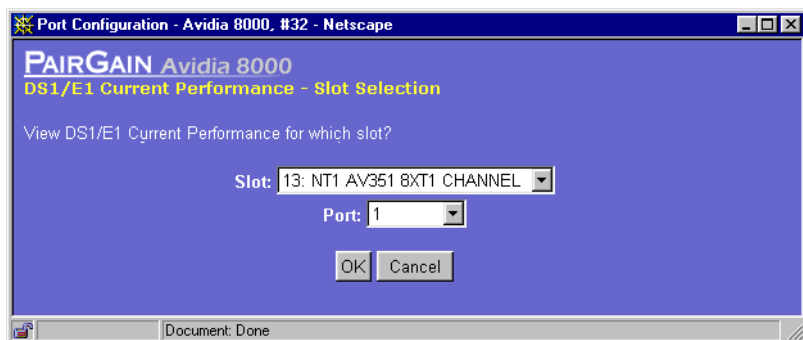 Port Configuration - Avidia 8000, #32 - Netscape
PAIRGAIN Avidia 8000
DS1/E1 Current Performance - Slot Selection
View DS1/E1 Current Performance for which slot?
Slot: 13: NT1 AV351 8XT1 CHANNEL
Port: 1
OK Cancel
Document: Done